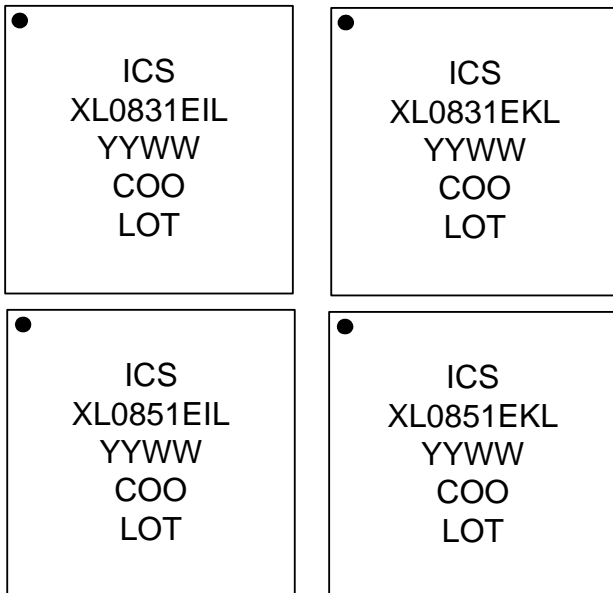 ICS
XL0831EIL
YYWW
COO
LOT
ICS
XL0831EKL
YYWW
COO
LOT
ICS
XL0851EIL
YYWW
COO
LOT
ICS
XL0851EKL
YYWW
COO
LOT